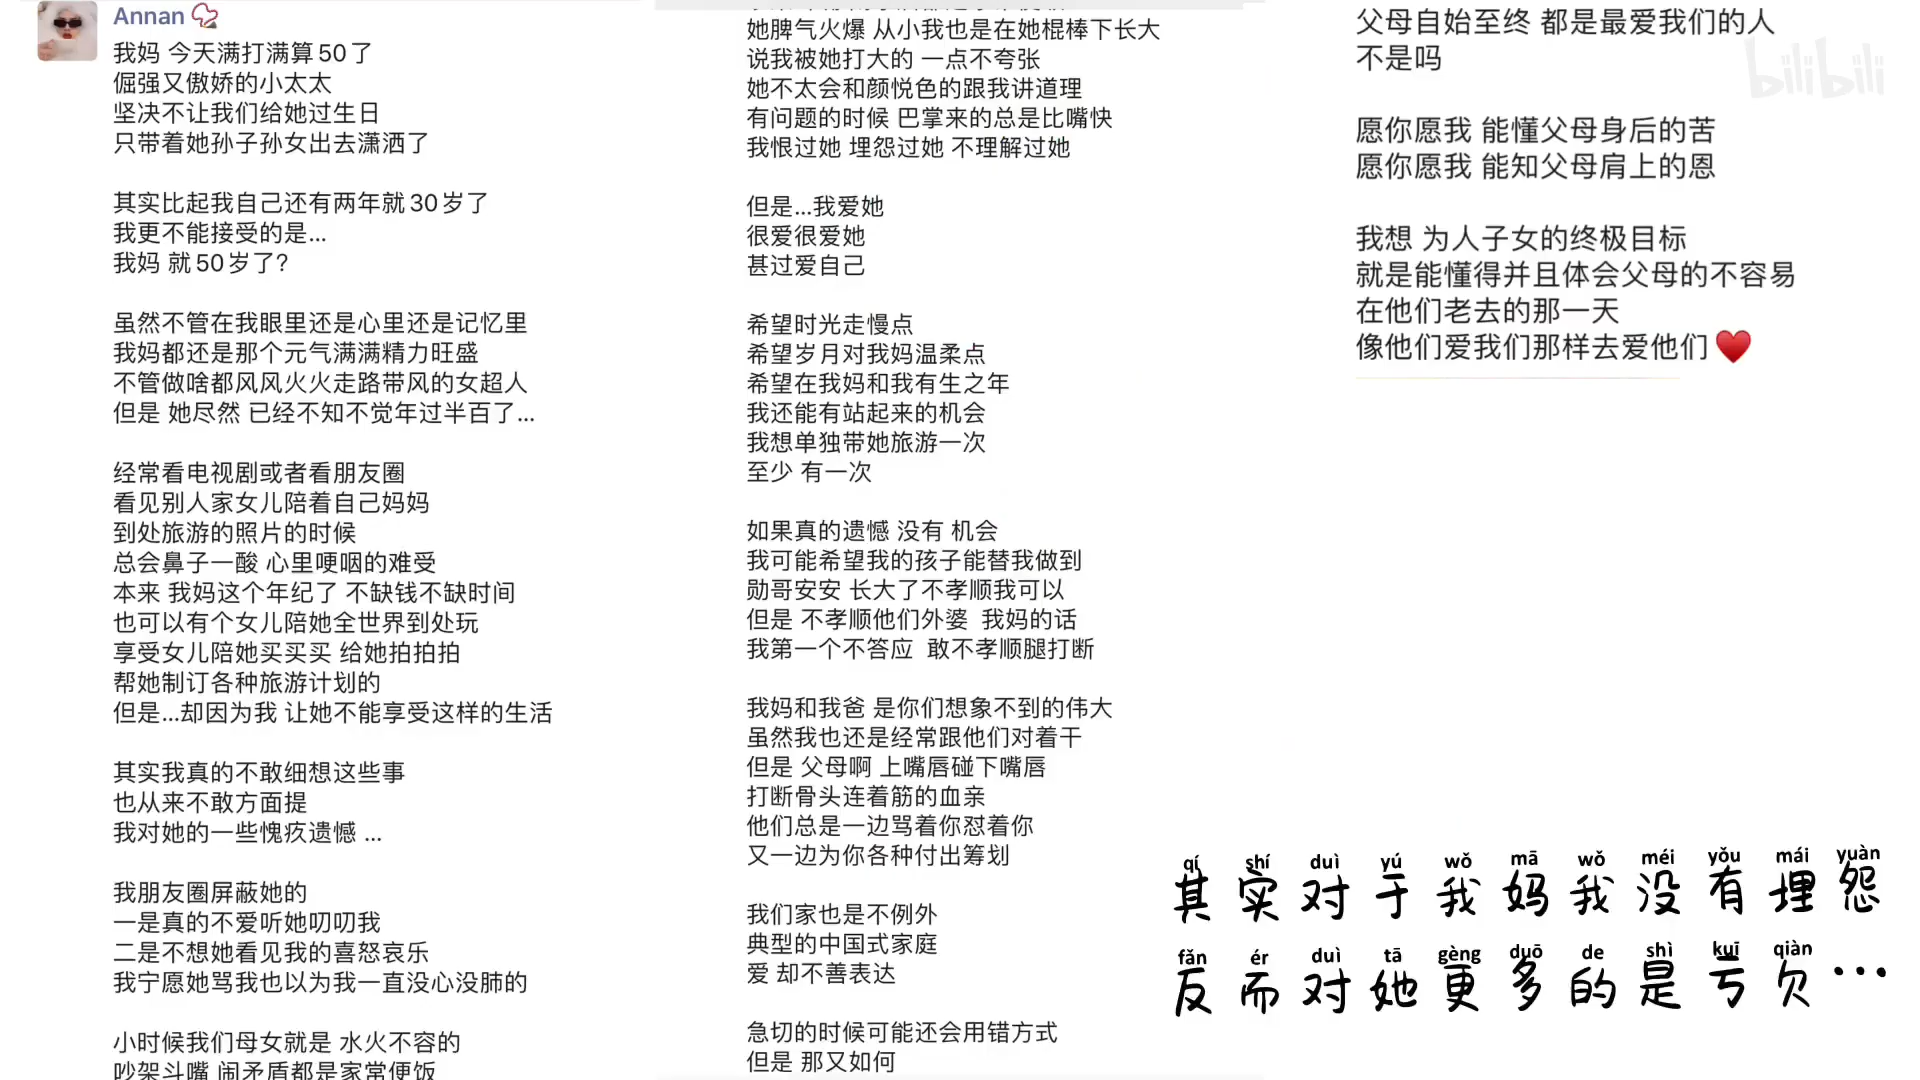 Annan
我妈 今天满打满算50了
倔强又傲娇的小太太
坚决不让我们给她过生日
只带着她孙子孙女出去潇洒了
其实比起我自己还有两年就30岁了
我更不能接受的是...
我妈 就50岁了?
虽然不管在我眼里还是心里还是记忆里
我妈都还是那个元气满满精力旺盛
不管做啥都风风火火走路带风的女超人
但是 她尽然 已经不知不觉年过半百了...
经常看电视剧或者看朋友圈
看见别人家女儿陪着自己妈妈
到处旅游的照片的时候
总会鼻子一酸 心里哽咽的难受
本来 我妈这个年纪了 不缺钱不缺时间
也可以有个女儿陪她全世界到处玩
享受女儿陪她买买买 给她拍拍拍
帮她制订各种旅游计划的
但是...却因为我 让她不能享受这样的生活
其实我真的不敢细想这些事
也从来不敢方面提
我对她的一些愧疚遗憾 ...
我朋友圈屏蔽她的
一是真的不爱听她叨叨我
二是不想她看见我的喜怒哀乐
我宁愿她骂我也以为我一直没心没肺的
小时候我们母女就是 水火不容的
吵架斗嘴 闹矛盾都是家常便饭
她脾气火爆 从小我也是在她棍棒下长大
说我被她打大的 一点不夸张
她不太会和颜悦色的跟我讲道理
有问题的时候 巴掌来的总是比嘴快
我恨过她 埋怨过她 不理解过她
但是...我爱她
很爱很爱她
甚过爱自己
希望时光走慢点
希望岁月对我妈温柔点
希望在我妈和我有生之年
我还能有站起来的机会
我想单独带她旅游一次
至少 有一次
如果真的遗憾 没有 机会
我可能希望我的孩子能替我做到
勋哥安安 长大了不孝顺我可以
但是 不孝顺他们外婆 我妈的话
我第一个不答应 敢不孝顺腿打断
我妈和我爸 是你们想象不到的伟大
虽然我也还是经常跟他们对着干
但是 父母啊 上嘴唇碰下嘴唇
打断骨头连着筋的血亲
他们总是一边骂着你怼着你
又一边为你各种付出筹划
我们家也是不例外
典型的中国式家庭
爱 却不善表达
急切的时候可能还会用错方式
但是 那又如何
父母自始至终 都是最爱我们的人
不是吗
愿你愿我 能懂父母身后的苦
愿你愿我 能知父母肩上的恩
我想 为人子女的终极目标
就是能懂得并且体会父母的不容易
在他们老去的那一天
像他们爱我们那样去爱他们❤️
bilibili
qí shí duì yú wǒ mā wǒ méi yǒu mái yuàn
其实对于我妈我没有埋怨
fǎn ér duì tā gèng duō de shì kuī qiàn
反而对她更多的是亏欠...